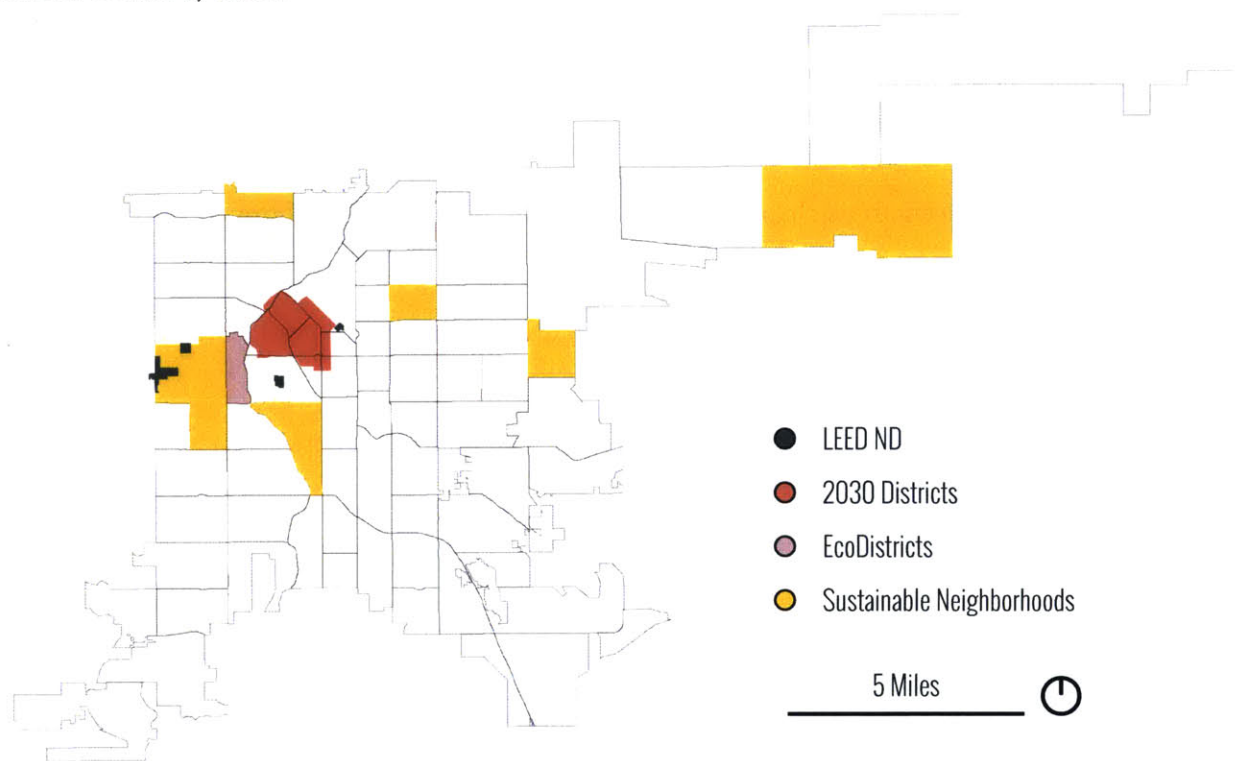 LEED ND
2030 Districts
EcoDistricts
Sustainable Neighborhoods
5 Miles